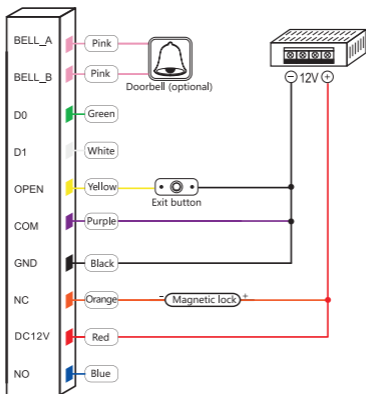 BELL_A Pink
BELL_B Pink
Doorbell (optional)
12V
D0 Green
D1 White
OPEN Yellow
Exit button
COM Purple
GND Black
NC Orange - Magnetic lock +
DC12V Red
NO Blue